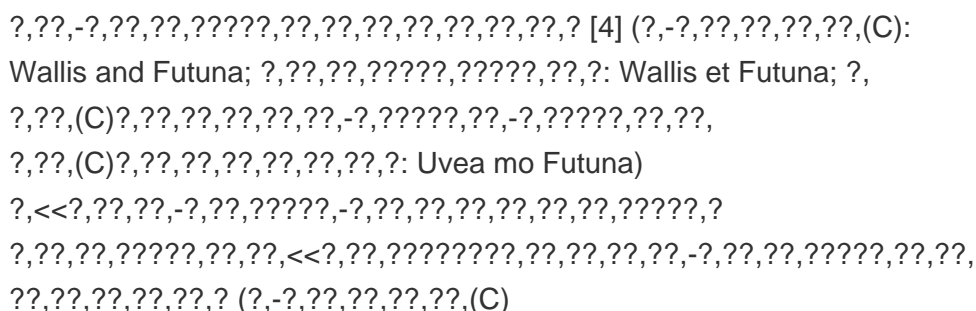 ?,??,-?,??,??,?????,??,??,??,??,??,??,??,? [4] (?,-?,??,??,??,??,(C):
Wallis and Futuna; ?,??,??,?????,?????,??,?: Wallis et Futuna; ?,
?,??,(C)?,??,??,??,??,??,-?,?????,??,-?,?????,??,??,
?,??,(C)?,??,??,??,??,??,??,?: Uvea mo Futuna)
?,<<?,??,??,-?,??,?????,-?,??,??,??,??,??,??,?????,?
?,??,??,?????,??,??,<<?,??,????????,??,??,??,??,-?,??,??,?????,??,??,
??,??,??,??,??,? (?,-?,??,??,??,??,(C)